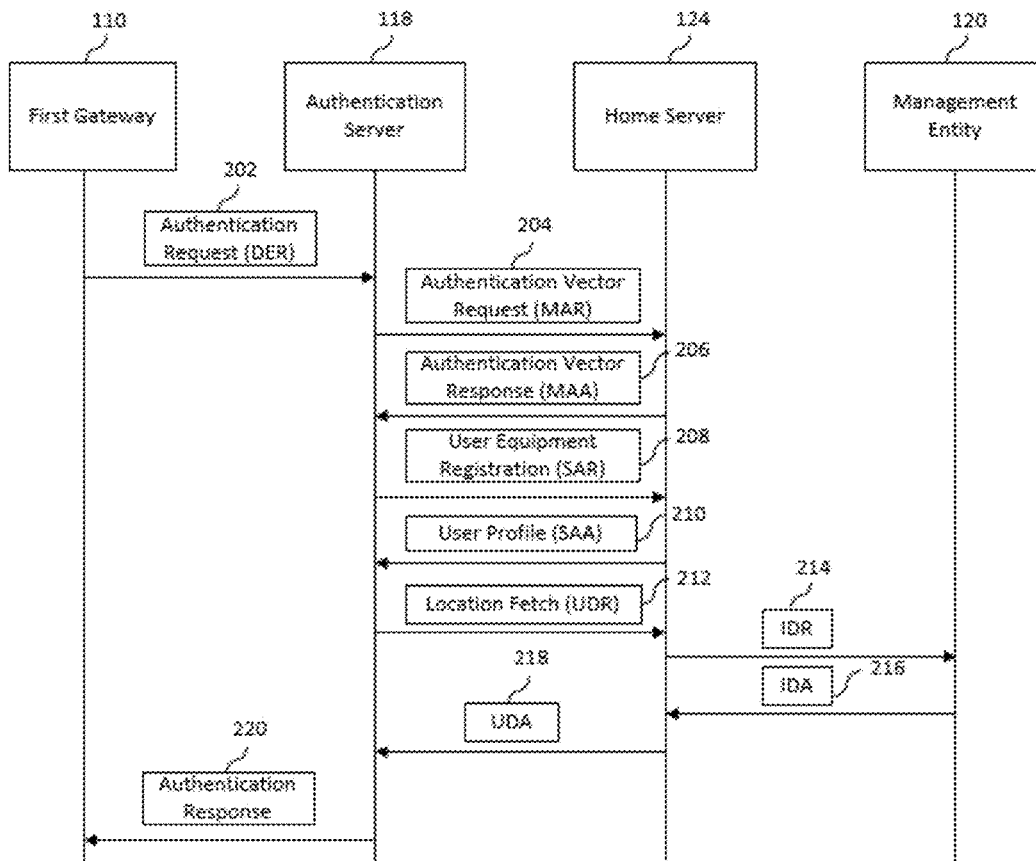 110
118
134
120
First Gateway
Authentication
Server
Home Server
Management
Entity
202
Authentication
Request (DER)
204
Authentication Vector
Request (MAR)
206
Authentication Vector
Response (MAA)
208
User Equipment
Registration (SAR)
210
User Profile (SAA)
212
Location Fetch (UDR)
214
IDR
216
IDA
218
UDA
220
Authentication
Response